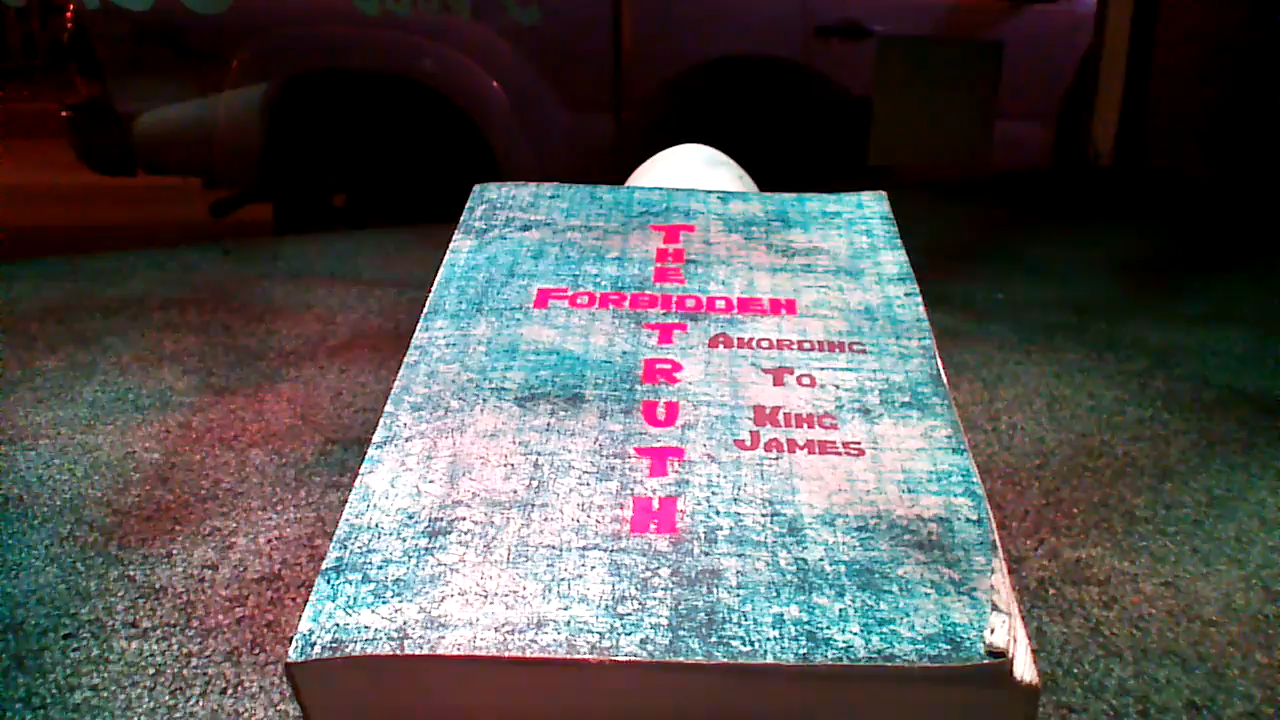 THE
FORBIDDEN
TRUTH
AKORDING
TO
KING
JAMES